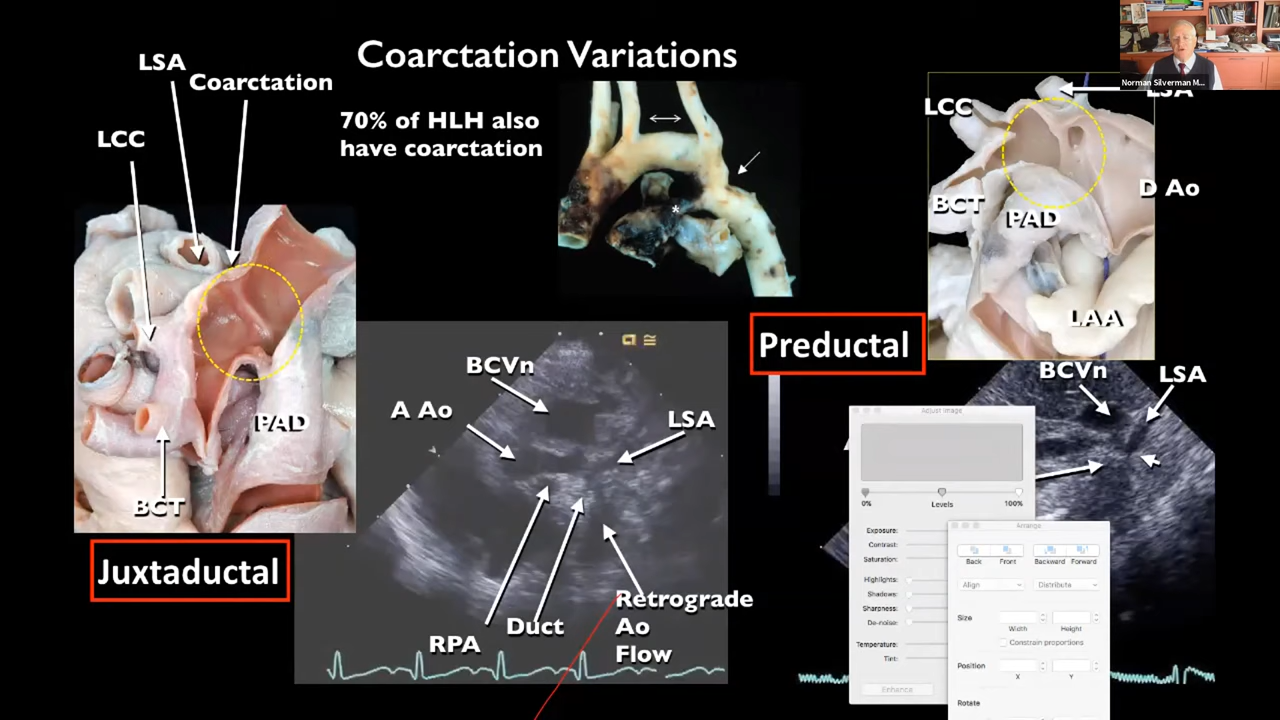 Coarctation Variations
LSA
Coarctation
LCC
70% of HLH also
have coarctation
*
PAD
BCT
Juxtaductal
BCVn
A Ao
LSA
RPA
Duct
Retrograde
Ao
Flow
Norman Silverman M...
LSA
LCC
BCT
PAD
D Ao
LAA
Preductal
BCVn
LSA
Adjust Image
0%
Levels
100%
Exposure:
Contrast:
Saturation:
Highlights:
Shadows:
Sharpness:
De-noise:
Temperature:
Tint:
Enhance
Arrange
Back
Front
Backward
Forward
Align
Distribute
Size
Width
Height
Constrain proportions
Position
X
Y
Rotate